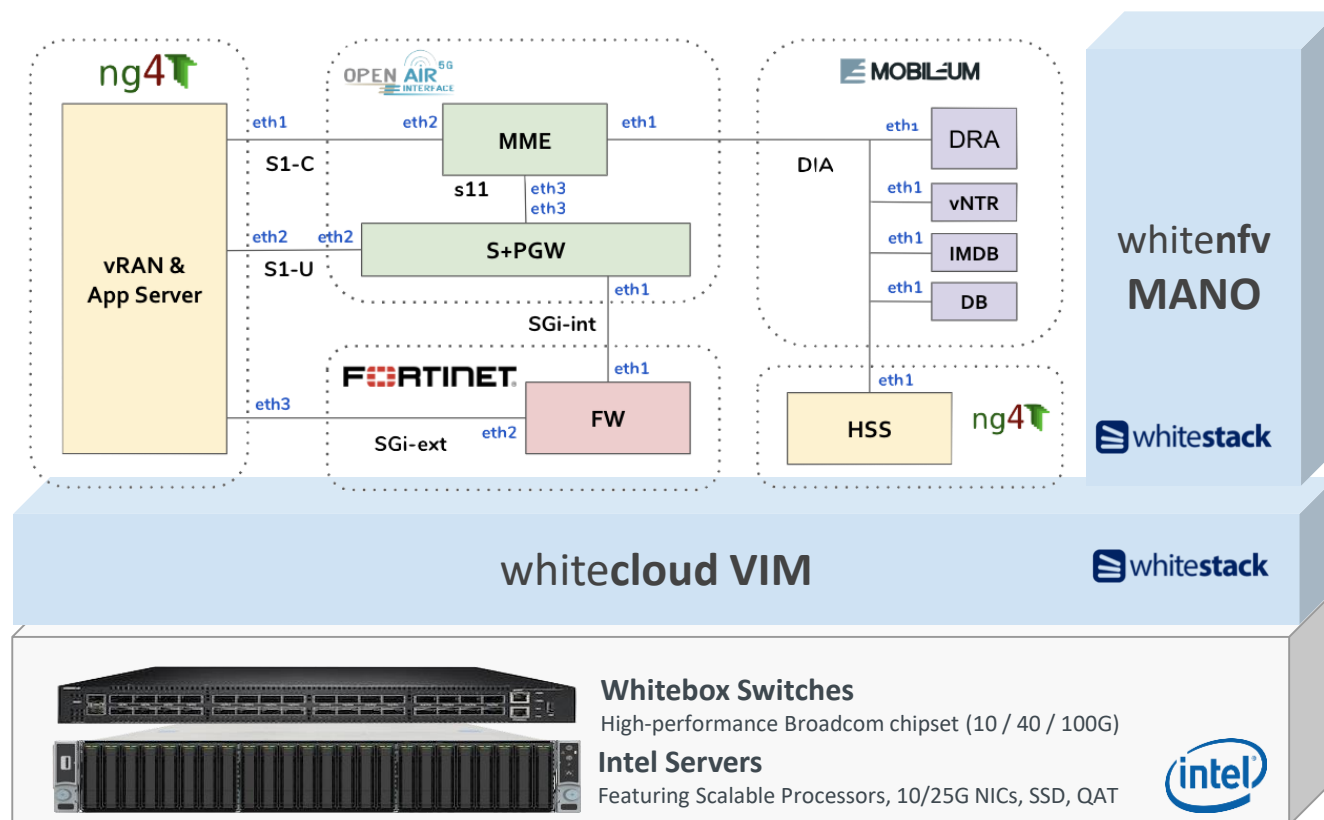 ng4T
OPEN AIR 5G
INTERFACE
MOBILEUM
eth1
eth2
MME
eth1
eth1
DRA
S1-C
DIA
s11
eth3
eth3
eth1
vNTR
eth2
eth2
S+PGW
eth1
IMDB
vRAN &
App Server
S1-U
eth1
eth1
DB
SGi-int
FORTINET
eth1
eth1
eth3
FW
SGi-ext
eth2
HSS
ng4T
whitenfv
MANO
whitestack
whitecloud VIM
whitestack
Whitebox Switches
High-performance Broadcom chipset (10 / 40 / 100G)
Intel Servers
Featuring Scalable Processors, 10/25G NICs, SSD, QAT
intel